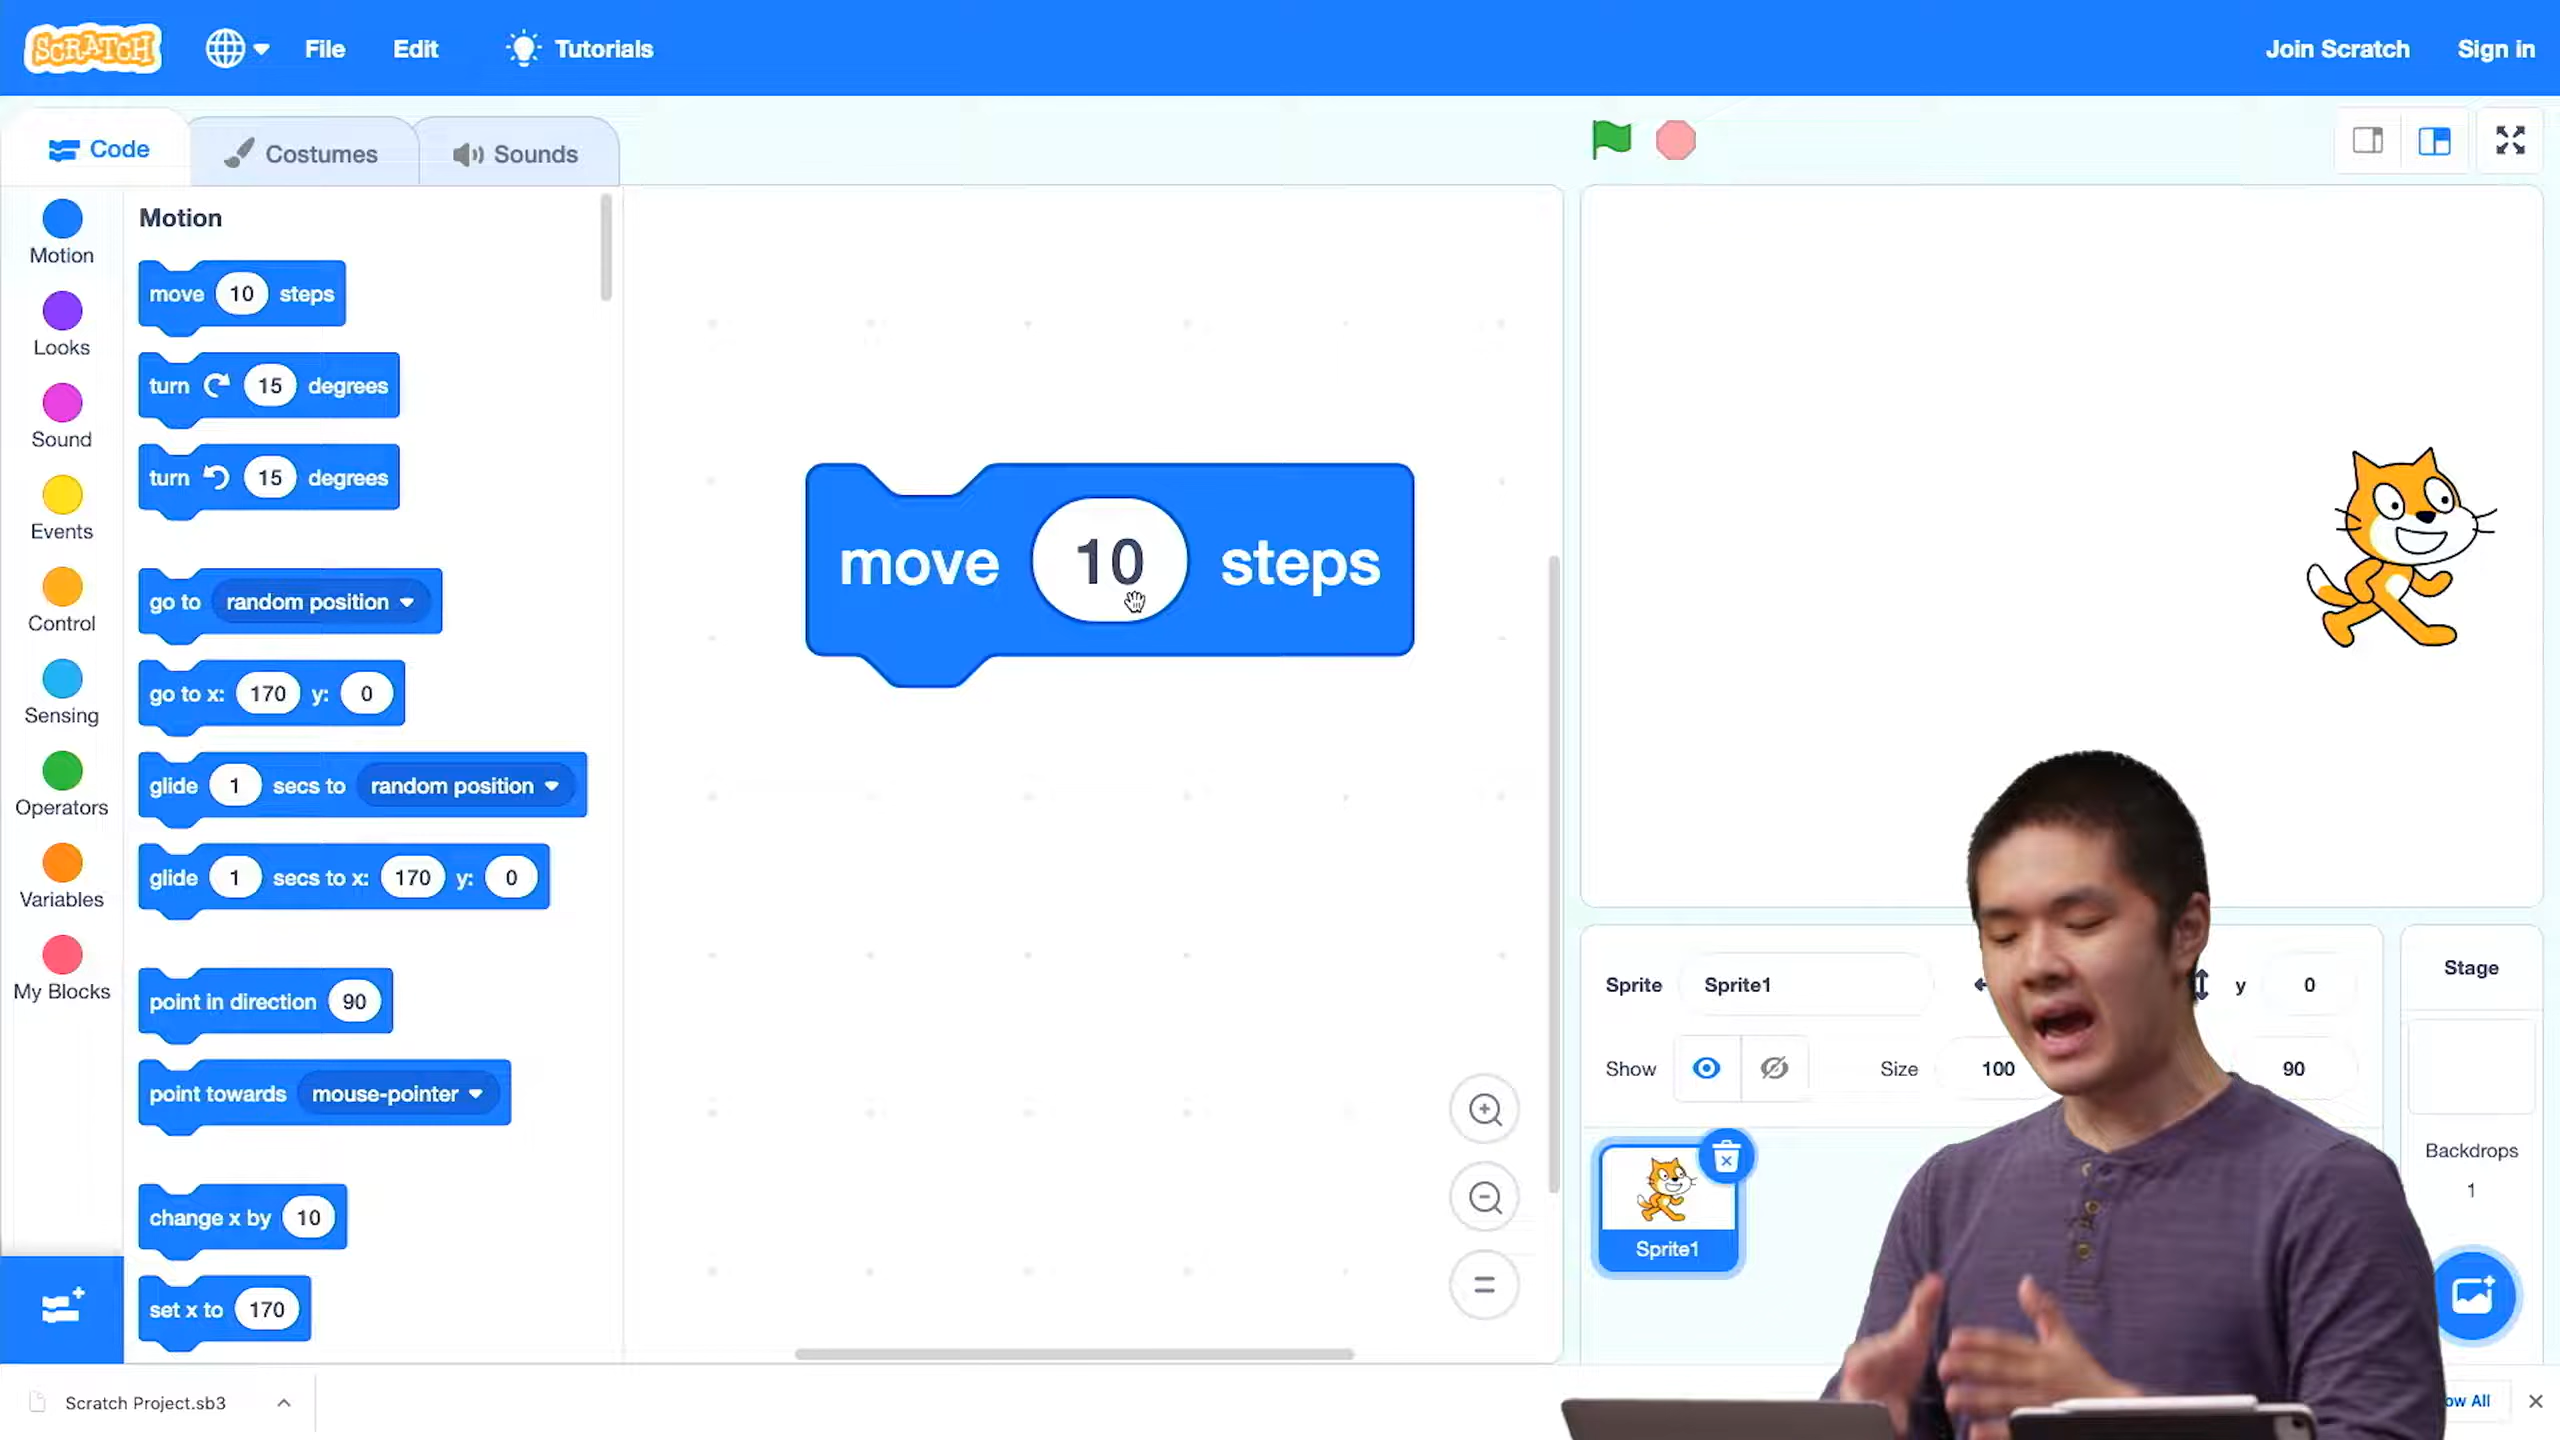 SCRATCH File Edit Tutorials Join Scratch Sign in
Code Costumes Sounds
Motion
Looks
Sound
Events
Control
Sensing
Operators
Variables
My Blocks
Motion
move 10 steps
turn 15 degrees
turn 15 degrees
go to random position
go to x: 170 y: 0
glide 1 secs to random position
glide 1 secs to x: 170 y: 0
point in direction 90
point towards mouse-pointer
change x by 10
set x to 170
move 10 steps
Sprite Sprite1 y 0
Show Size 100 90
Sprite1
Stage
Backdrops
1
Scratch Project.sb3
All